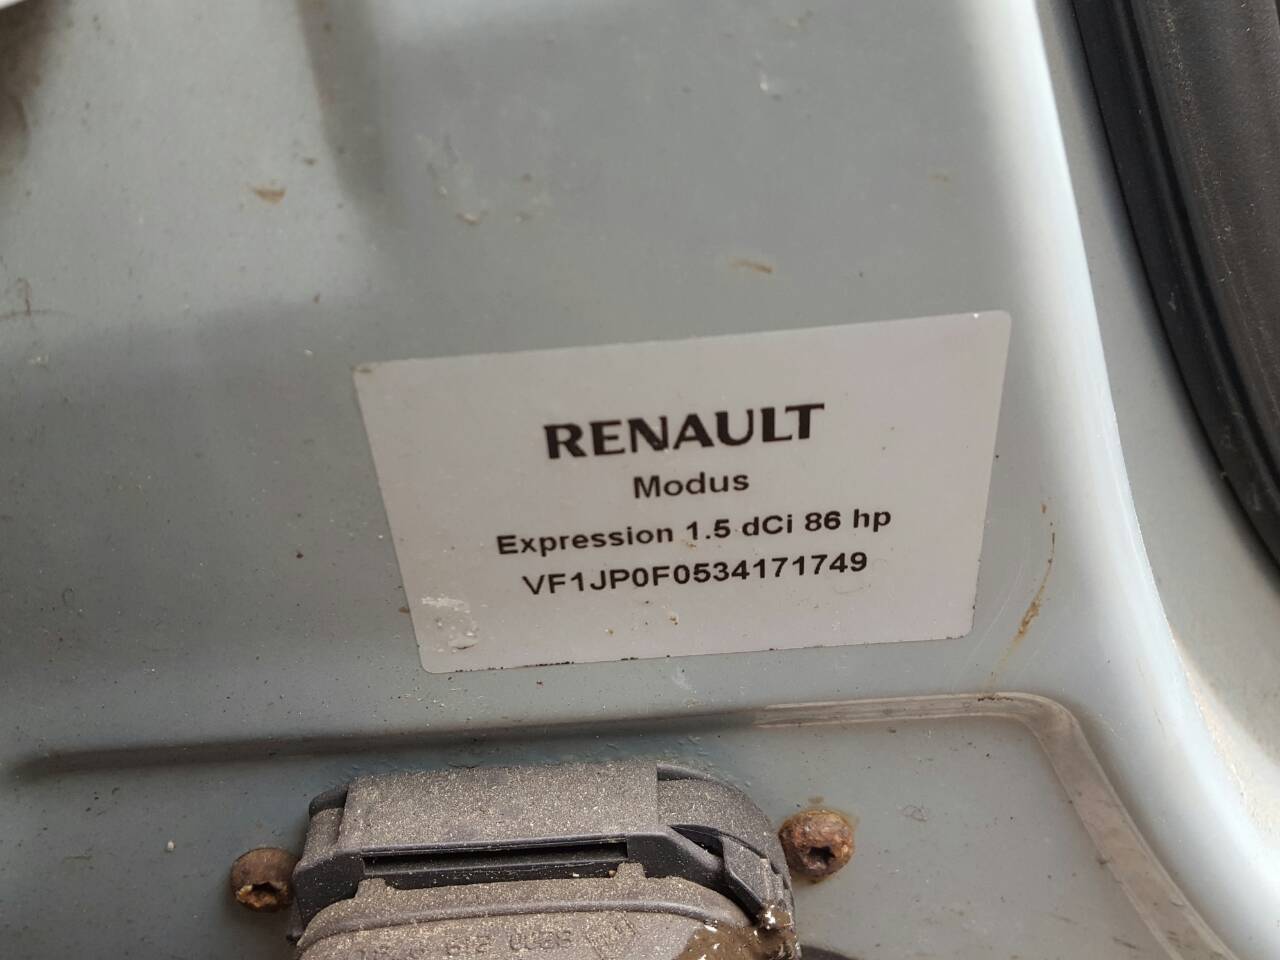 RENAULT
Modus
Expression 1.5 dCi 86 hp
VF1JP0F0534171749